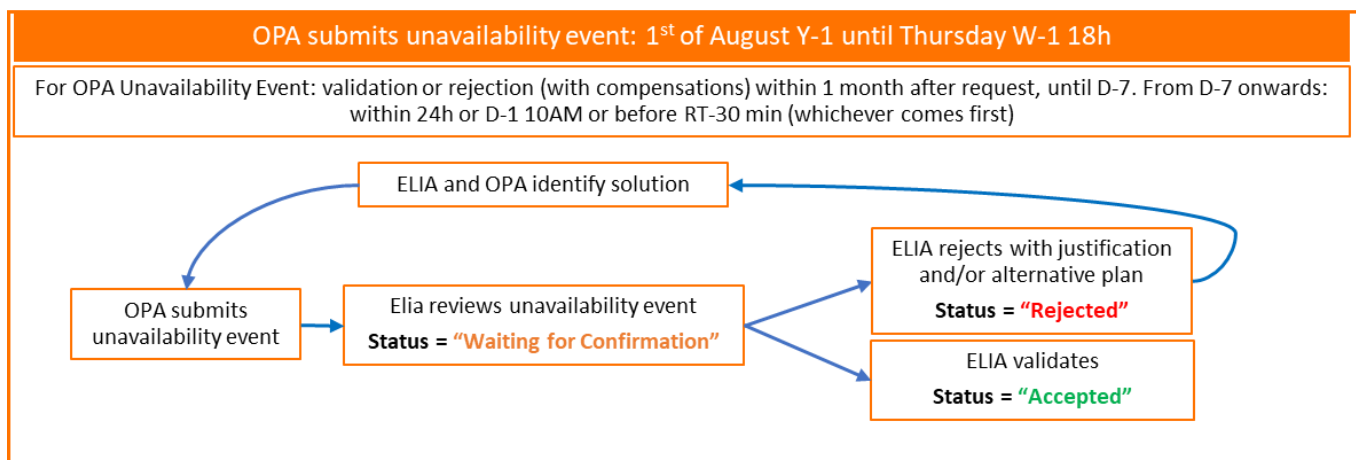 OPA submits unavailability event: 1st of August Y-1 until Thursday W-1 18h
For OPA Unavailability Event: validation or rejection (with compensations) within 1 month after request, until D-7. From D-7 onwards:
within 24h or D-1 10AM or before RT-30 min (whichever comes first)
ELIA and OPA identify solution
OPA submits
unavailability event
Elia reviews unavailability event
Status = “Waiting for Confirmation”
ELIA rejects with justification
and/or alternative plan
Status = “Rejected”
ELIA validates
Status = “Accepted”